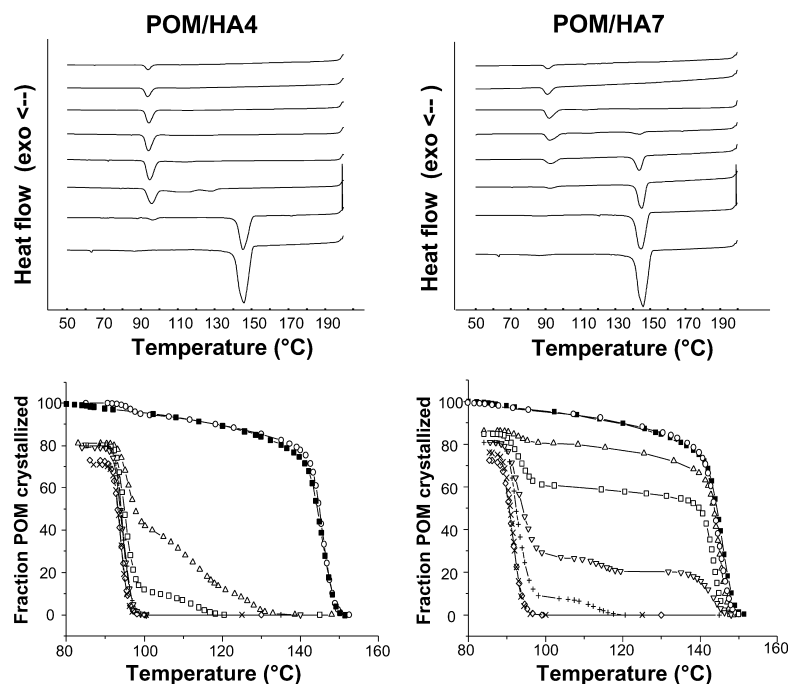 POM/HA4
POM/HA7
Heat flow (exo <--)
50 70 90 110 130 150 170 190
Temperature (°C)
Heat flow (exo <--)
50 70 90 110 130 150 170 190
Temperature (°C)
Fraction POM crystallized
100
80
60
40
20
0
80 100 120 140 160
Temperature (°C)
Fraction POM crystallized
100
80
60
40
20
0
80 100 120 140 160
Temperature (°C)